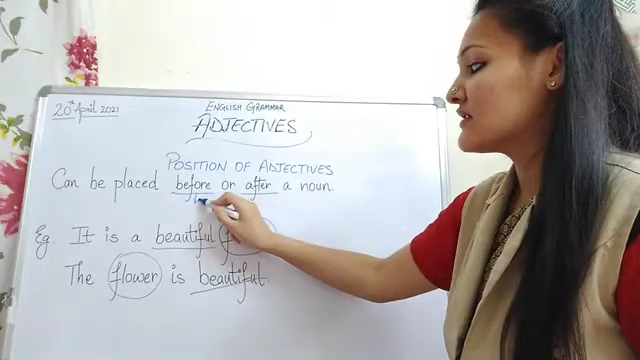 20th April 2021
ENGLISH GRAMMAR
ADJECTIVES
POSITION OF ADJECTIVES
Can be placed before or after a noun.
Eg. It is a beautiful
The flower is beautiful.